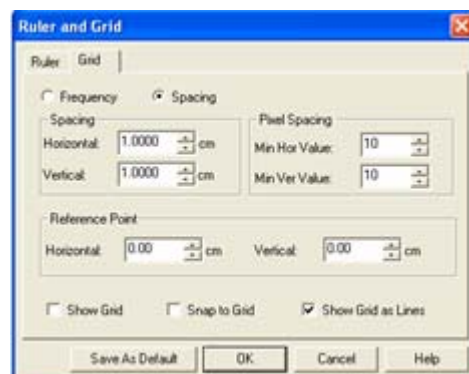 Ruler and Grid
Ruler Grid
Frequency Spacing
Spacing
Horizontal: 1.0000 cm
Vertical: 1.0000 cm
Pixel Spacing
Min Hor Value: 10
Min Ver Value: 10
Reference Point
Horizontal: 0.00 cm Vertical: 0.00 cm
Show Grid Snap to Grid Show Grid as Lines
Save As Default OK Cancel Help